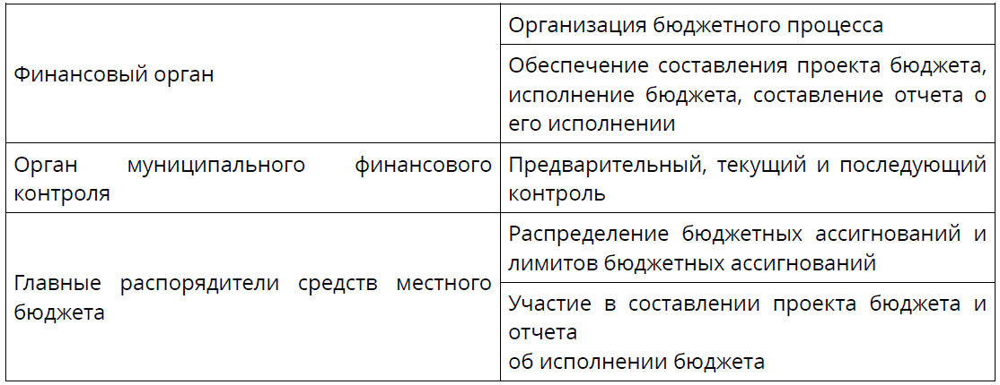 Финансовый орган
Организация бюджетного процесса
Обеспечение составления проекта бюджета,
исполнение бюджета, составление отчета о
его исполнении
Орган муниципального финансового
контроля
Предварительный, текущий и последующий
контроль
Главные распорядители средств местного
бюджета
Распределение бюджетных ассигнований и
лимитов бюджетных ассигнований
Участие в составлении проекта бюджета и
отчета
об исполнении бюджета